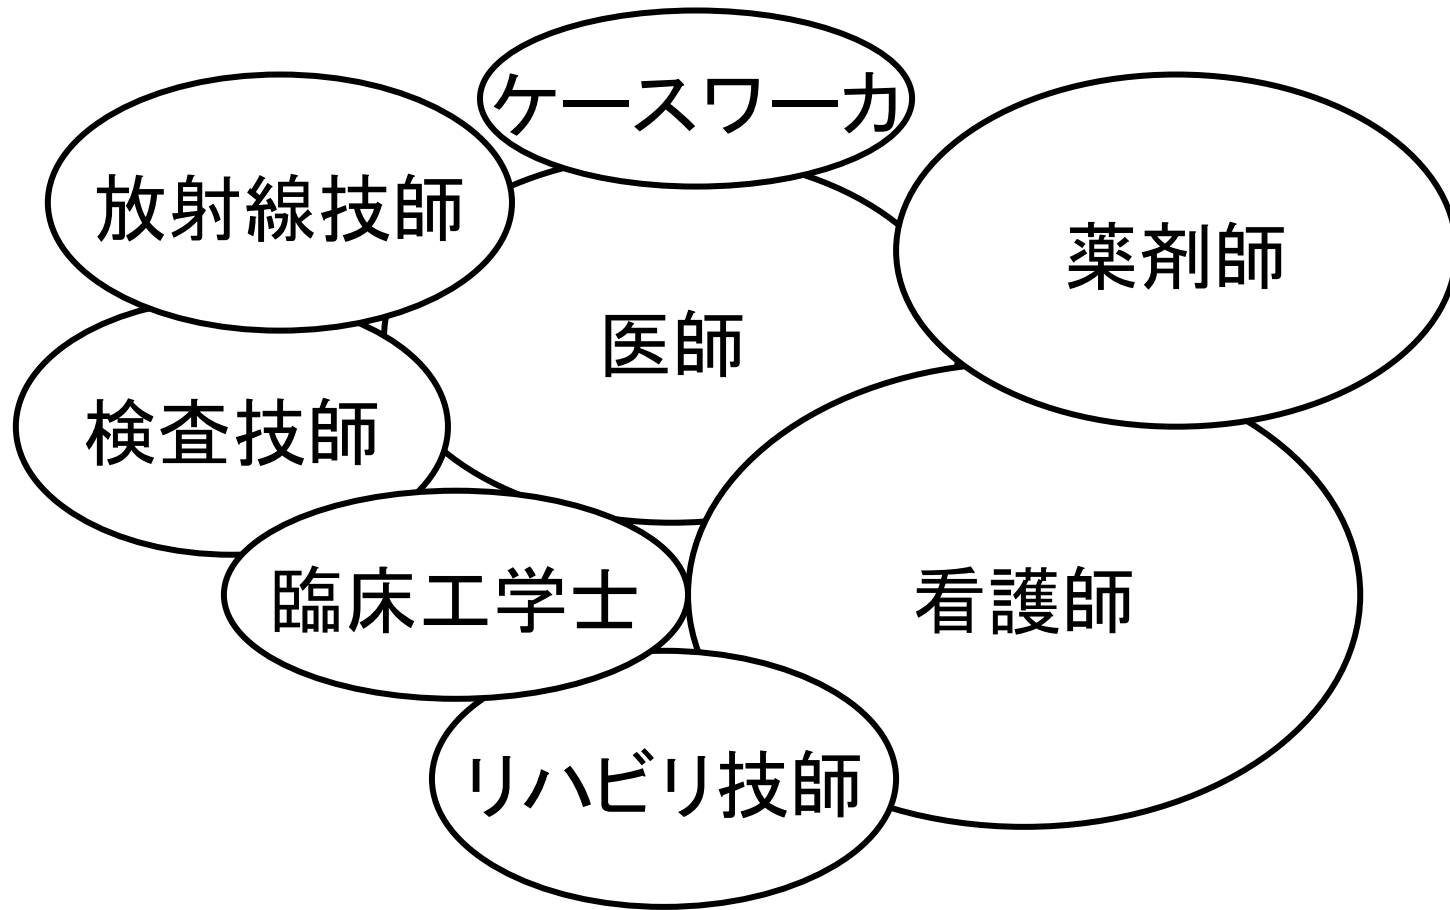 ケースワーカ
放射線技師
薬剤師
医師
検査技師
臨床工学士
看護師
リハビリ技師